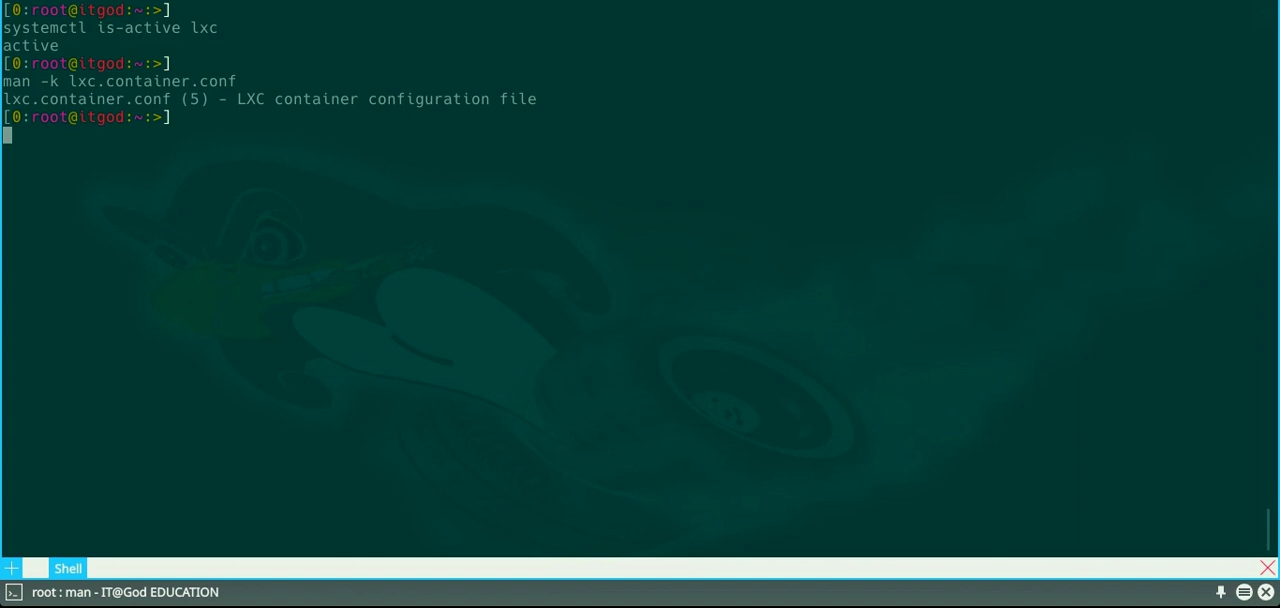 [0:root@itgod:~:>]
systemctl is-active lxc
active
[0:root@itgod:~:>]
man -k lxc.container.conf
lxc.container.conf (5) - LXC container configuration file
[0:root@itgod:~:>]
Shell
root : man - IT@God EDUCATION